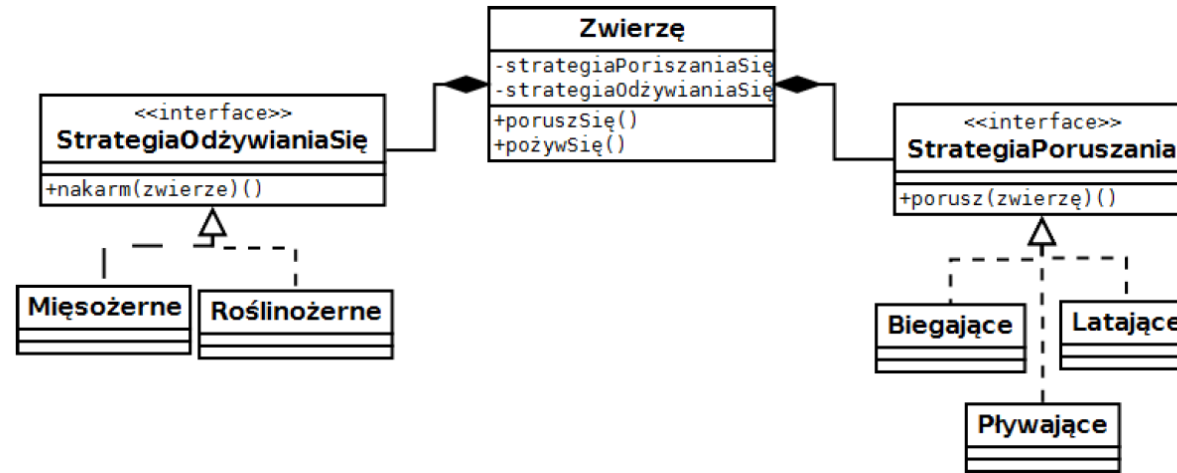 Zwierzę
-strategiaPoriszaniaSię
-strategiaOdżywianiaSię
+poruszSię()
+pożywSię()
<<interface>>
StrategiaOdżywianiaSię
+nakarm(zwierze)()
<<interface>>
StrategiaPoruszania
+porusz(zwierzę)()
Mięsożerne
Roślinożerne
Biegające
Latające
Pływające